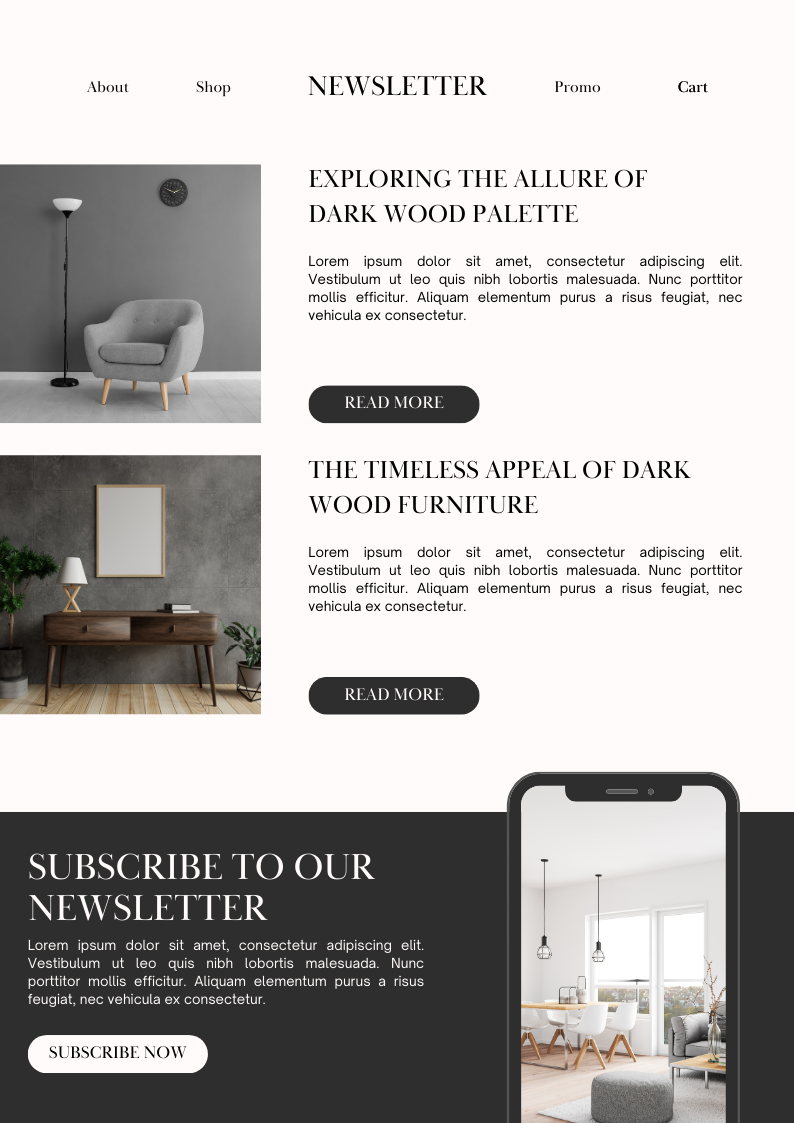 About Shop NEWSLETTER Promo Cart
EXPLORING THE ALLURE OF
DARK WOOD PALETTE
Lorem ipsum dolor sit amet, consectetur adipiscing elit.
Vestibulum ut leo quis nibh lobortis malesuada. Nunc porttitor
mollis efficitur. Aliquam elementum purus a risus feugiat, nec
vehicula ex consectetur.
READ MORE
THE TIMELESS APPEAL OF DARK
WOOD FURNITURE
Lorem ipsum dolor sit amet, consectetur adipiscing elit.
Vestibulum ut leo quis nibh lobortis malesuada. Nunc porttitor
mollis efficitur. Aliquam elementum purus a risus feugiat, nec
vehicula ex consectetur.
READ MORE
SUBSCRIBE TO OUR
NEWSLETTER
Lorem ipsum dolor sit amet, consectetur adipiscing elit.
Vestibulum ut leo quis nibh lobortis malesuada. Nunc
porttitor mollis efficitur. Aliquam elementum purus a risus
feugiat, nec vehicula ex consectetur.
SUBSCRIBE NOW